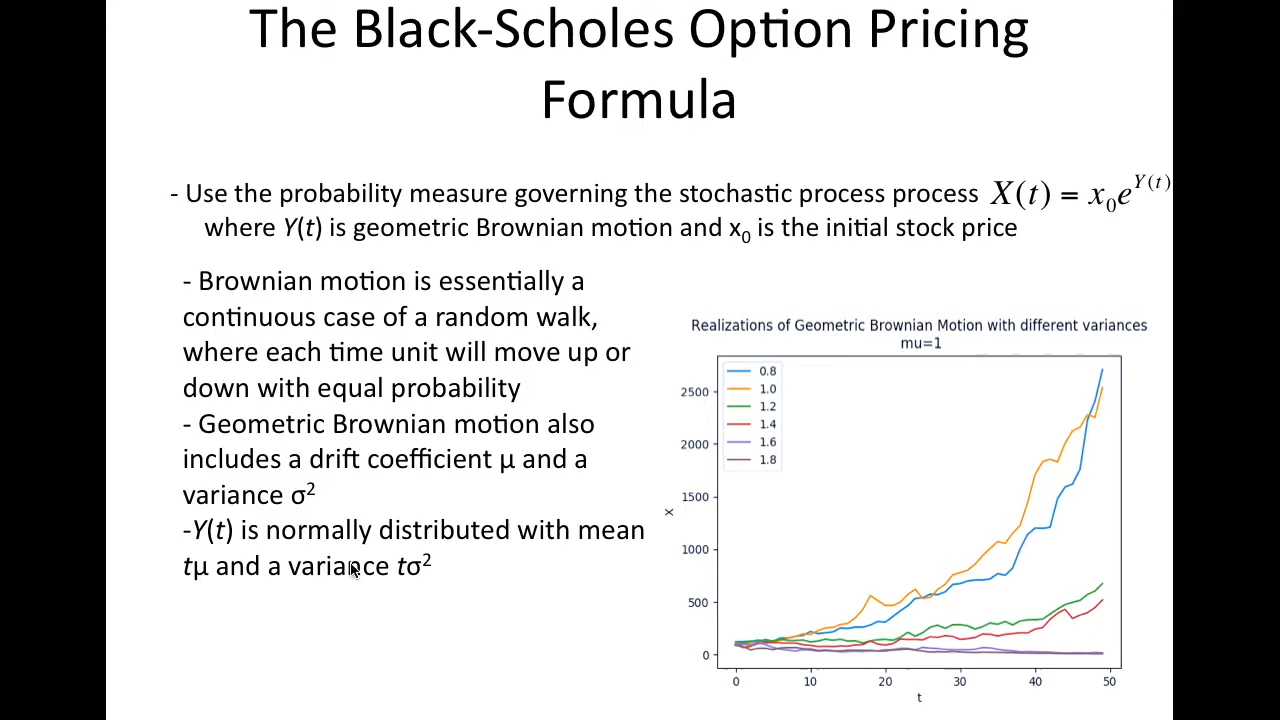 The Black-Scholes Option Pricing
Formula
- Use the probability measure governing the stochastic process process X(t) = x₀e^{Y(t)}
where Y(t) is geometric Brownian motion and x₀ is the initial stock price
- Brownian motion is essentially a
continuous case of a random walk,
where each time unit will move up or
down with equal probability
- Geometric Brownian motion also
includes a drift coefficient μ and a
variance σ²
-Y(t) is normally distributed with mean
tμ and a variance tσ²
Realizations of Geometric Brownian Motion with different variances
mu=1
0.8
1.0
1.2
1.4
1.6
1.8
2500
2000
1500
1000
500
0
x
0 10 20 30 40 50
t